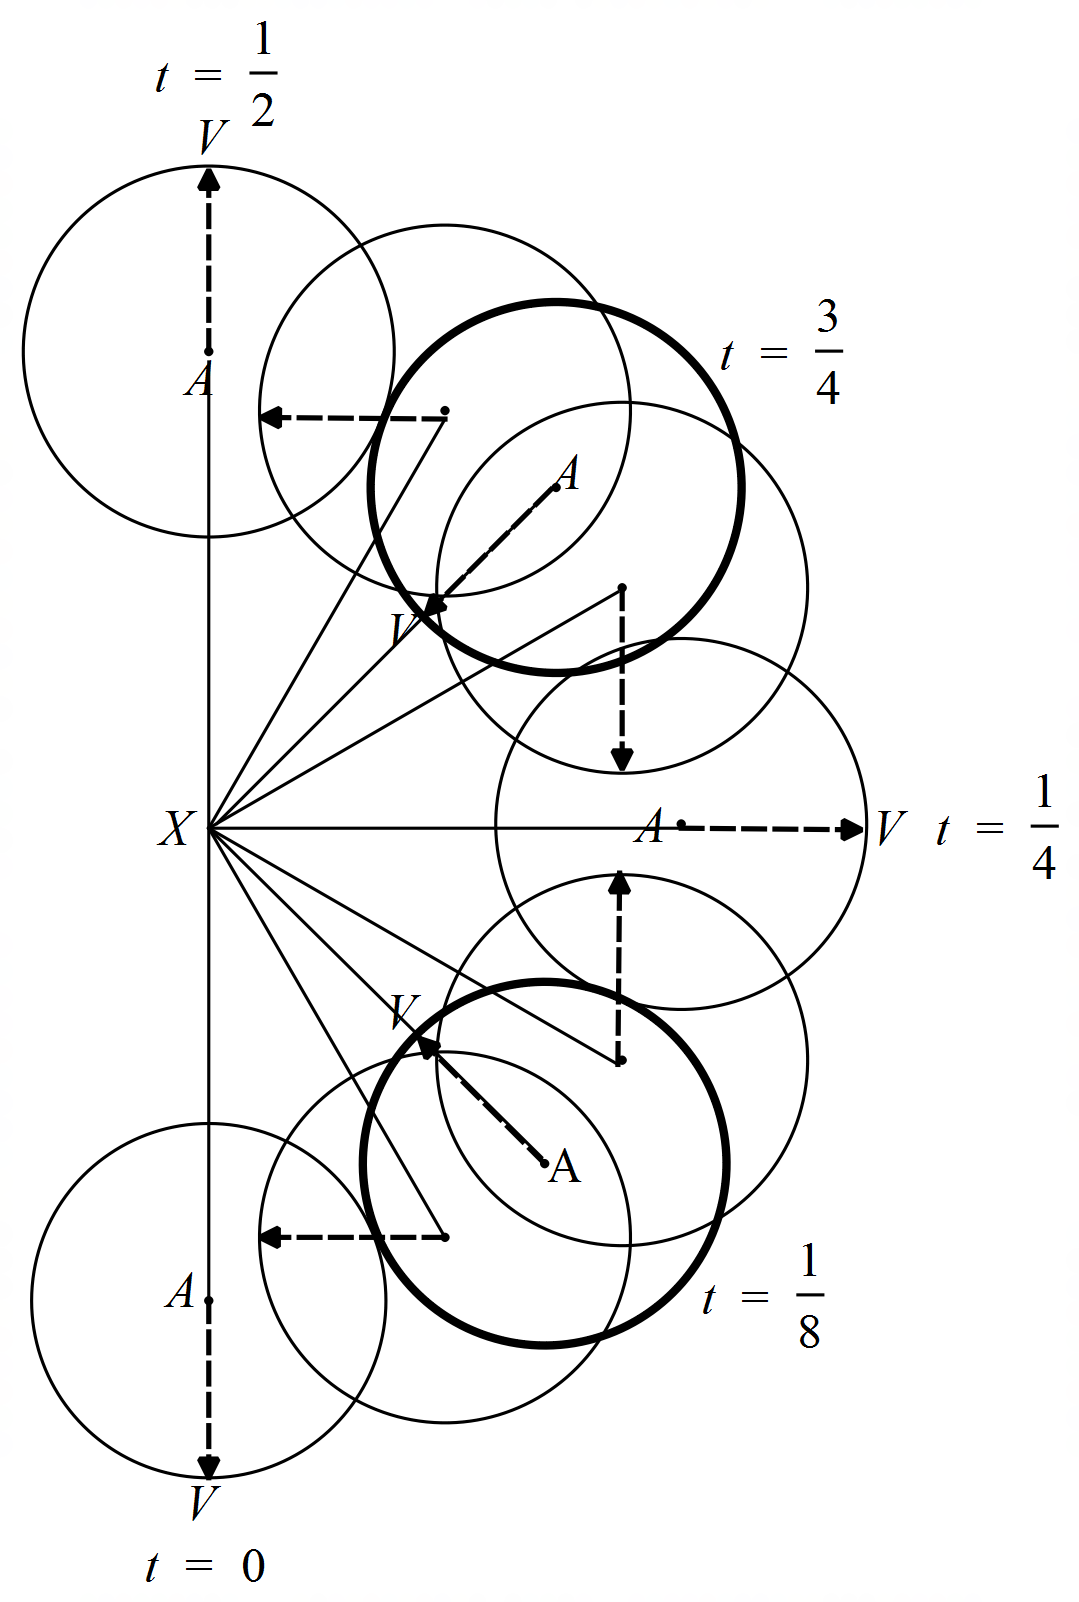 t = 1/2
V
A
t = 3/4
A
V
X
A
V t = 1/4
V
A
A
t = 1/8
V
t = 0